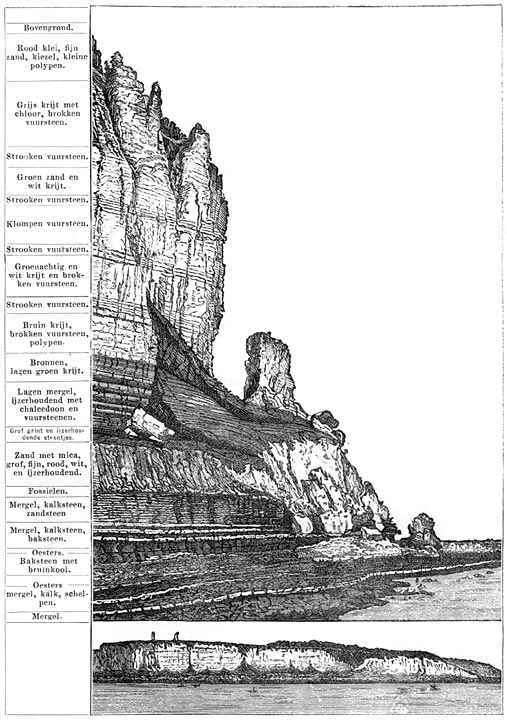 Bovengrond.
Rood klei, fijn
zand, kiezel, kleine
polypen.
Grijs krijt met
chloor, brokken
vuursteen.
Strooken vuursteen.
Groen zand en
wit krijt.
Strooken vuursteen.
Klompen vuursteen.
Strooken vuursteen.
Groenachtig en
wit krijt en brok-
ken vuursteen.
Strooken vuursteen.
Bruin krijt,
brokken vuursteen,
polypen.
Bronnen,
lagen groen krijt.
Lagen mergel,
ijzerhoudend met
chalcedoon en
vuursteenen.
Grof grint en ijzerhou-
dende steentjes.
Zand met mica,
grof, fijn, rood, wit,
en ijzerhoudend.
Fossielen.
Mergel, kalksteen,
zandsteen
Mergel, kalksteen,
baksteen.
Oesters.
Baksteen met
bruinkool.
Oesters
mergel, kalk, schel-
pen.
Mergel.